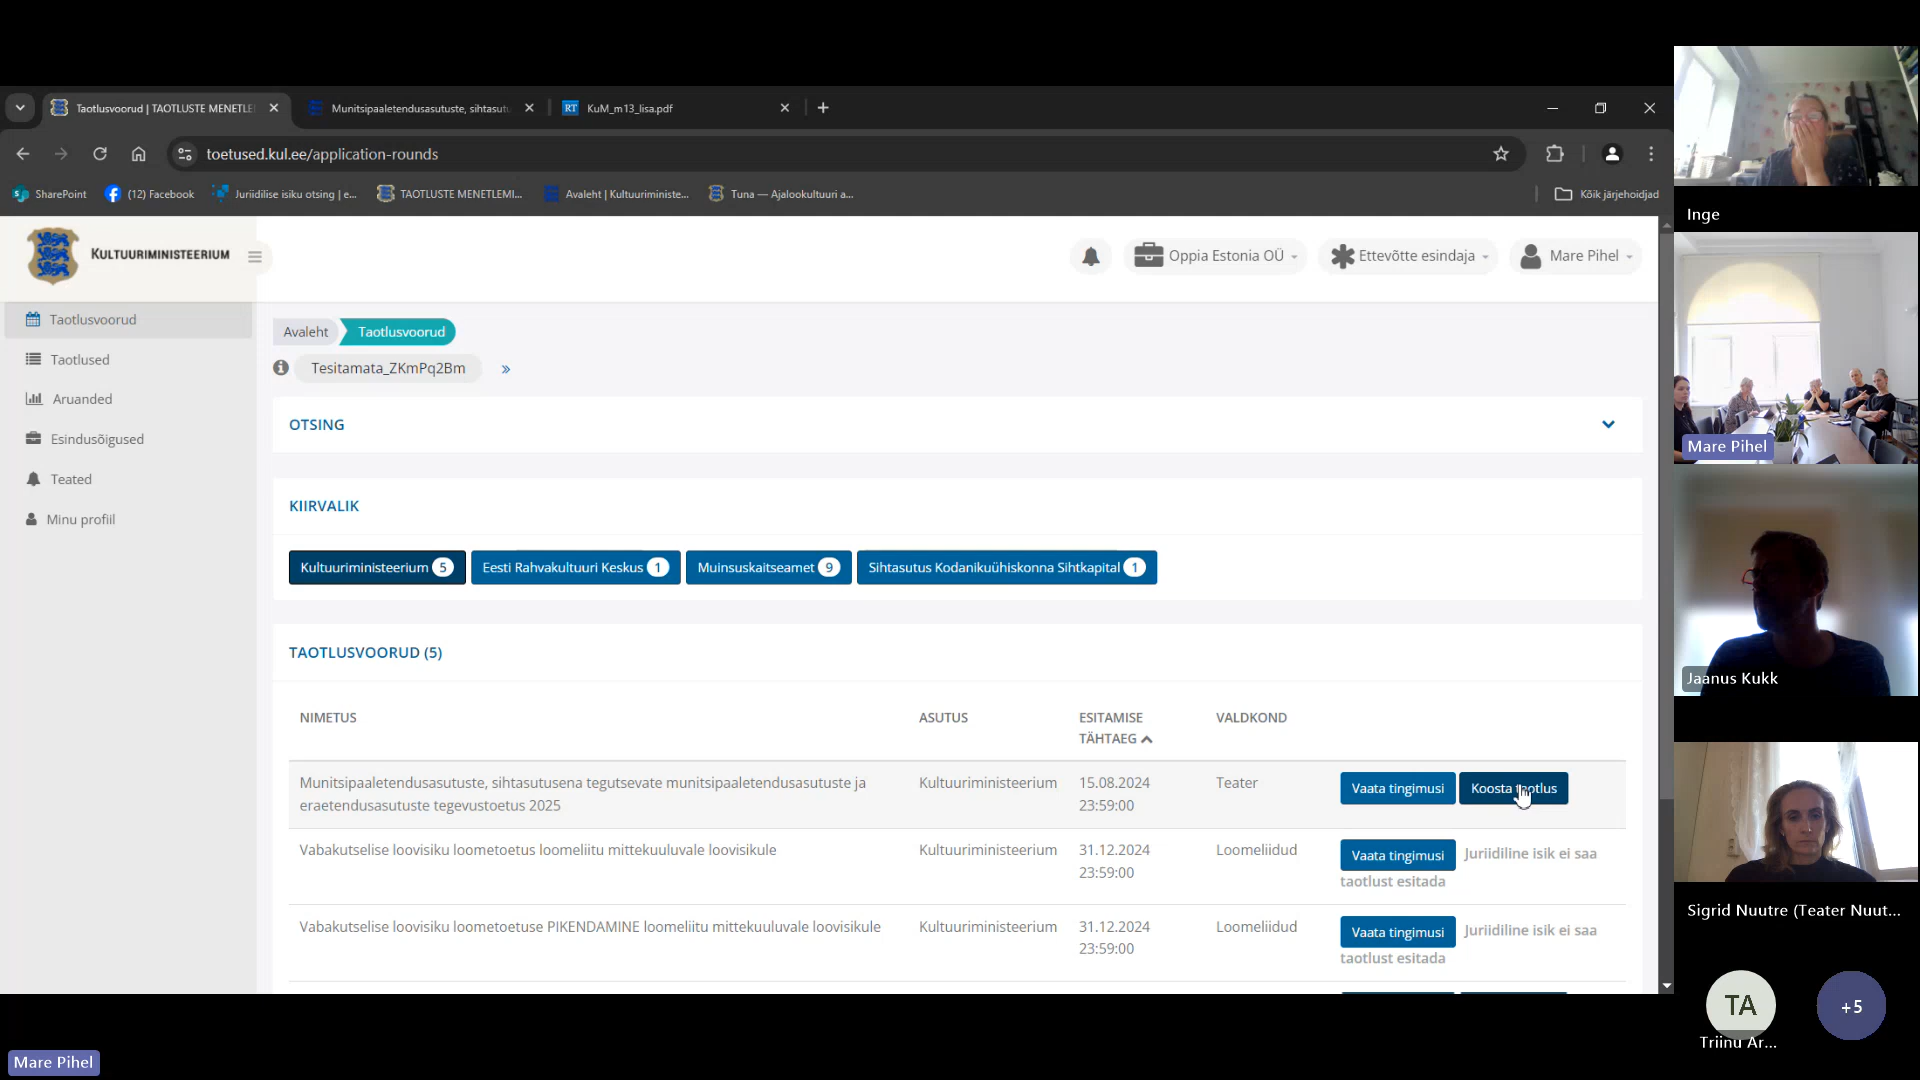 Taotlusvoorud | TAOTLUSTE MENETLE
Munitsipaaletendusasutuste, sihtasut
RT KuM_m13_lisa.pdf
toetused.kul.ee/application-rounds
SharePoint
(12) Facebook
Juriidilise isiku otsing | e...
TAOTLUSTE MENETLEMI...
Avaleht | Kultuuriministe...
Tuna — Ajalookultuuri a...
Kõik järjehoidjad
KULTUURIMINISTEERIUM
Oppia Estonia OÜ
Ettevõtte esindaja
Mare Pihel
Taotlusvoorud
Taotlused
Aruanded
Esindusõigused
Teated
Minu profiil
Avaleht
Taotlusvoorud
Tesitamata_ZKmPq2Bm »
OTSING
KIIRVALIK
Kultuuriministeerium 5
Eesti Rahvakultuuri Keskus 1
Muinsuskaitseamet 9
Sihtasutus Kodanikuühiskonna Sihtkapital 1
TAOTLUSVOORUD (5)
NIMETUS
ASUTUS
ESITAMISE
TÄHTAEG
VALDKOND
Munitsipaaletendusasutuste, sihtasutusena tegutsevate munitsipaaletendusasutuste ja
eraetendusasutuste tegevustoetus 2025
Kultuuriministeerium
15.08.2024
23:59:00
Teater
Vaata tingimusi
Koosta taotlus
Vabakutselise loovisiku loometoetus loomeliitu mittekuuluvale loovisikule
Kultuuriministeerium
31.12.2024
23:59:00
Loomeliidud
Vaata tingimusi
Juriidiline isik ei saa
taotlust esitada
Vabakutselise loovisiku loometoetuse PIKENDAMINE loomeliitu mittekuuluvale loovisikule
Kultuuriministeerium
31.12.2024
23:59:00
Loomeliidud
Vaata tingimusi
Juriidiline isik ei saa
taotlust esitada
Inge
Mare Pihel
Jaanus Kukk
Sigrid Nuutre (Teater Nuut...
TA
Triinu Ar...
+5
Mare Pihel